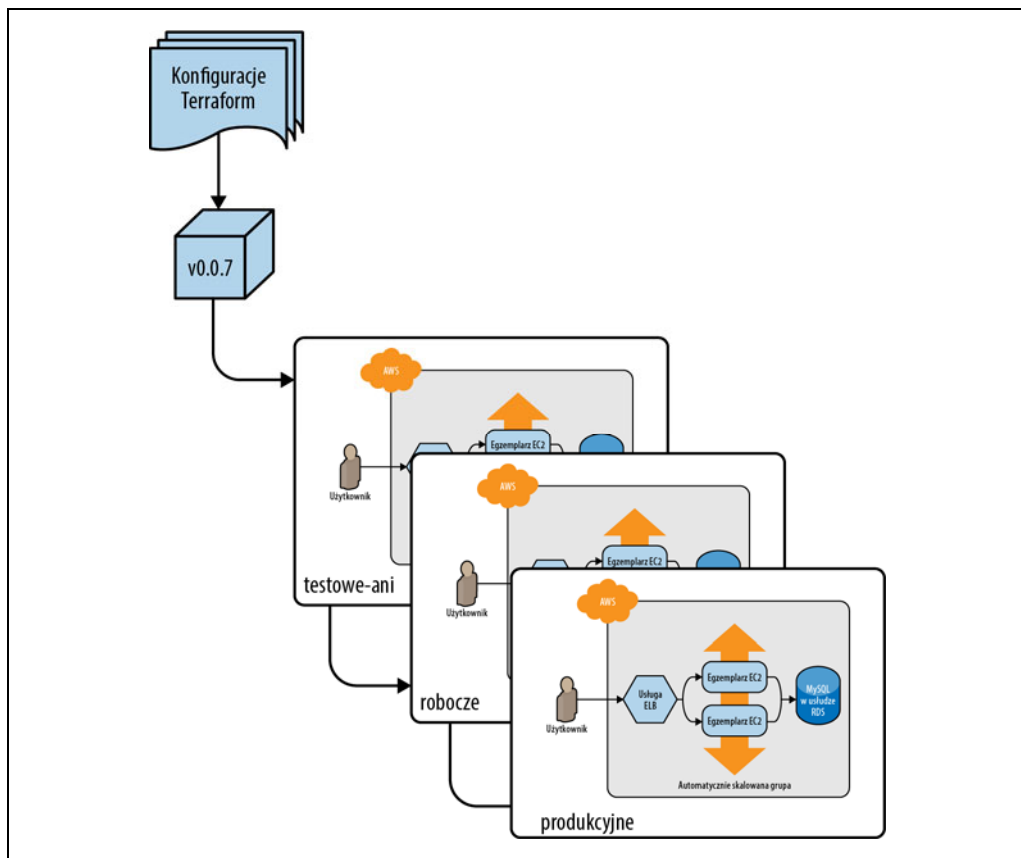 Konfiguracje
Terraform
v0.0.7
AWS
Egzemplarz EC2
Użytkownik
testowe-ani
AWS
Egzemplarz EC2
Użytkownik
robocze
AWS
Egzemplarz EC2
Usługa
ELB
MySQL
w usłudze
RDS
Egzemplarz EC2
Użytkownik
Automatycznie skalowana grupa
produkcyjne